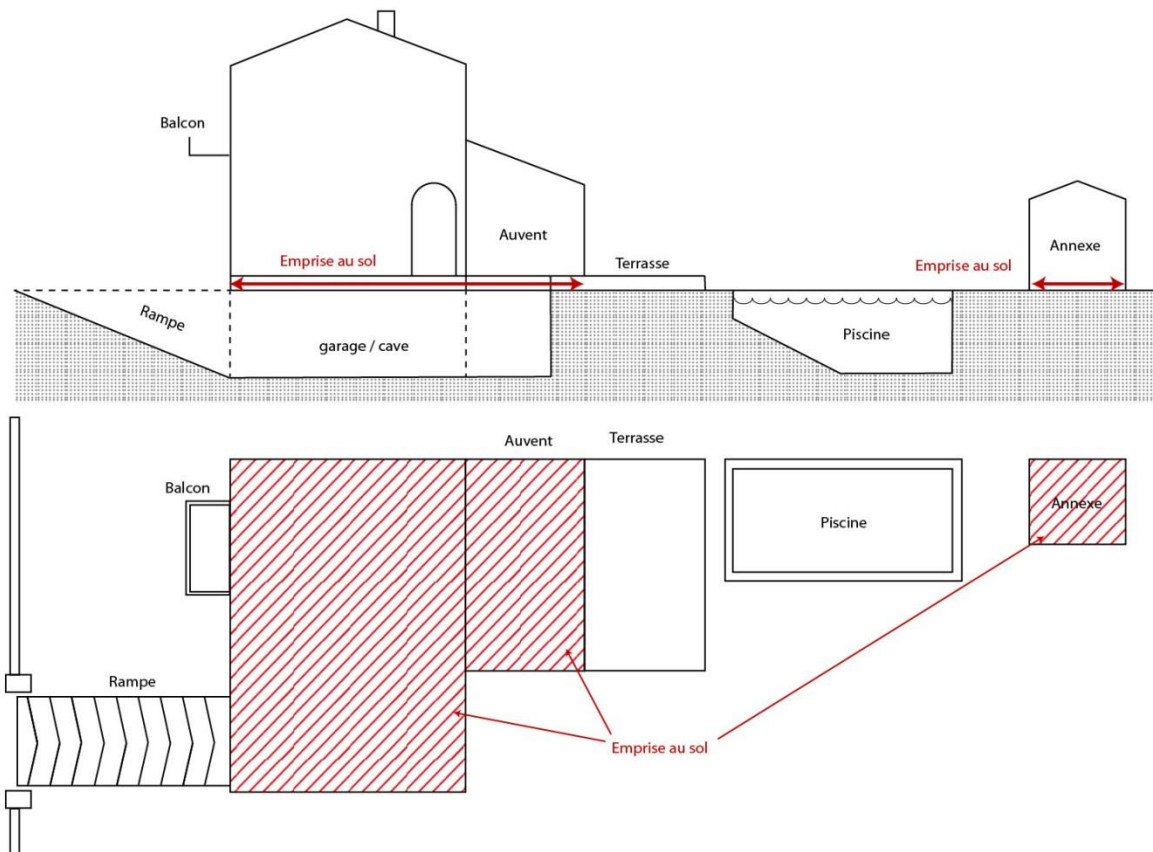 Balcon
Auvent
Annexe
Emprise au sol
Terrasse
Emprise au sol
Rampe
garage / cave
Piscine
Auvent
Terrasse
Balcon
Piscine
Annexe
Rampe
Emprise au sol